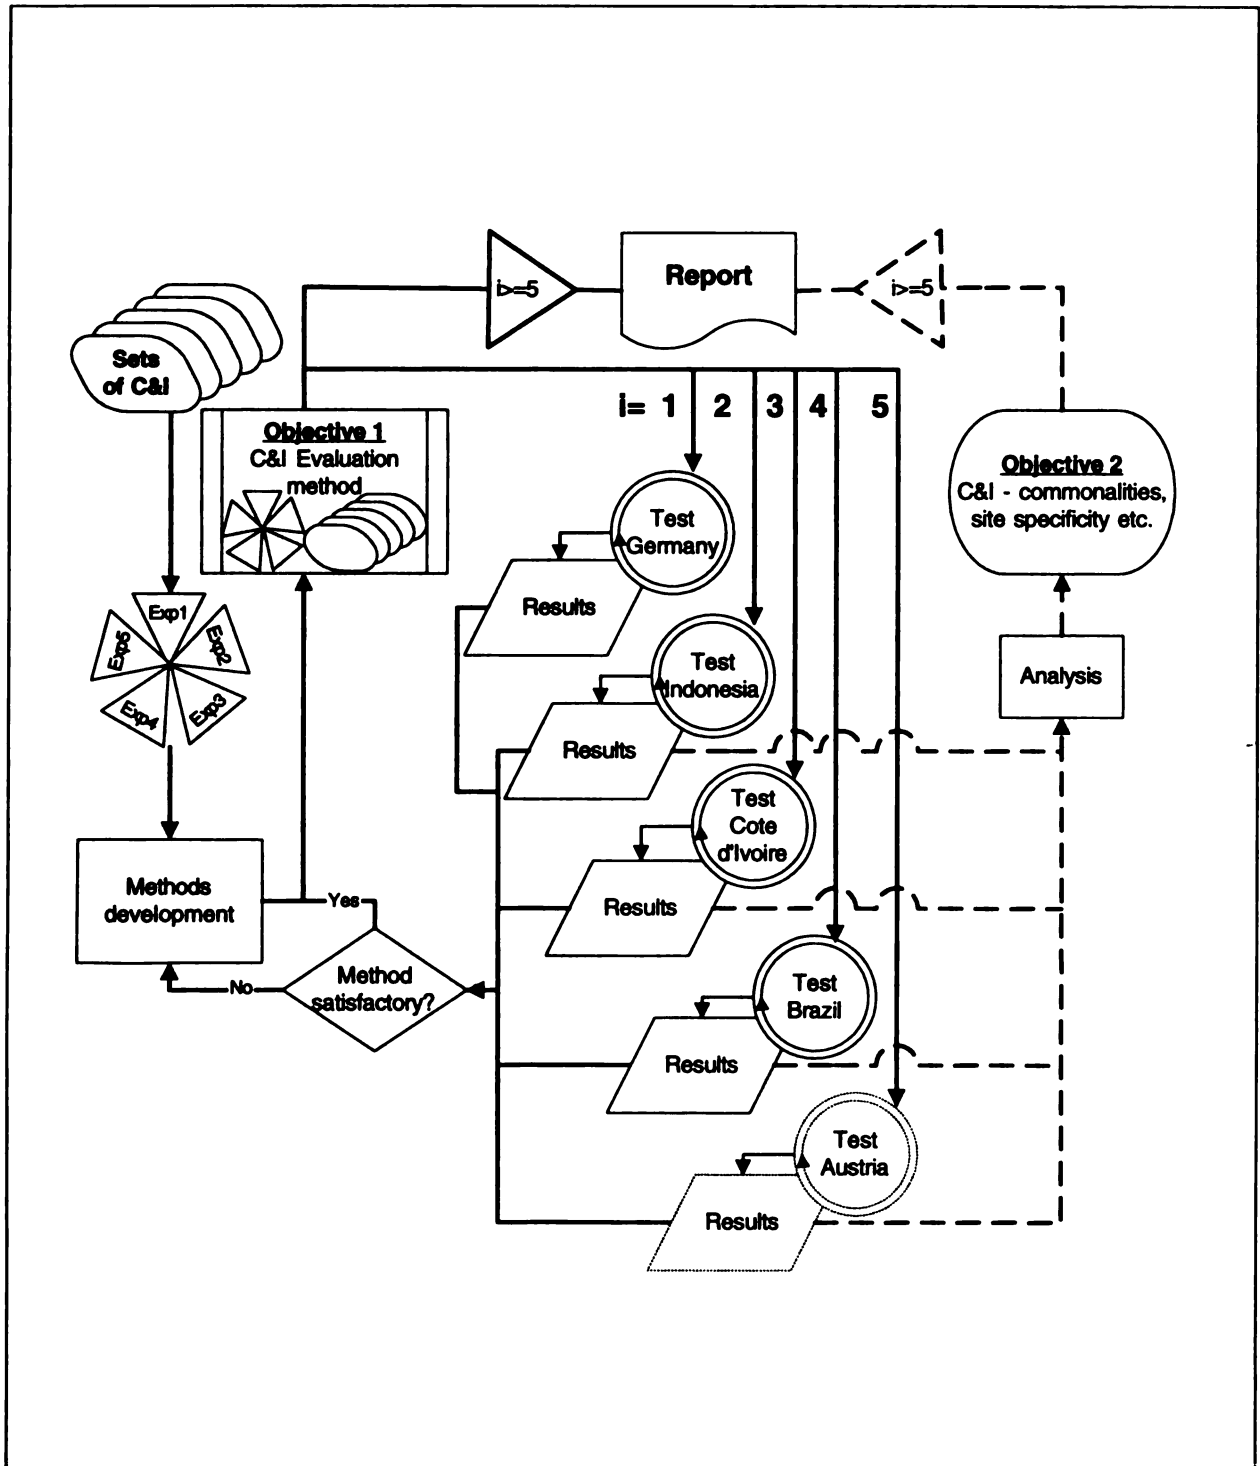 i>=5
Report
i>=5
Sets
of C&I
i= 1 2 3 4 5
Objective 1
C&I Evaluation
method
Objective 2
C&I - commonalities,
site specificity etc.
Test
Germany
Results
Exp1
Exp2
Exp3
Exp4
Exp5
Test
Indonesia
Analysis
Results
Test
Cote
d'Ivoire
Methods
development
Yes
Results
Method
satisfactory?
No
Test
Brazil
Results
Test
Austria
Results